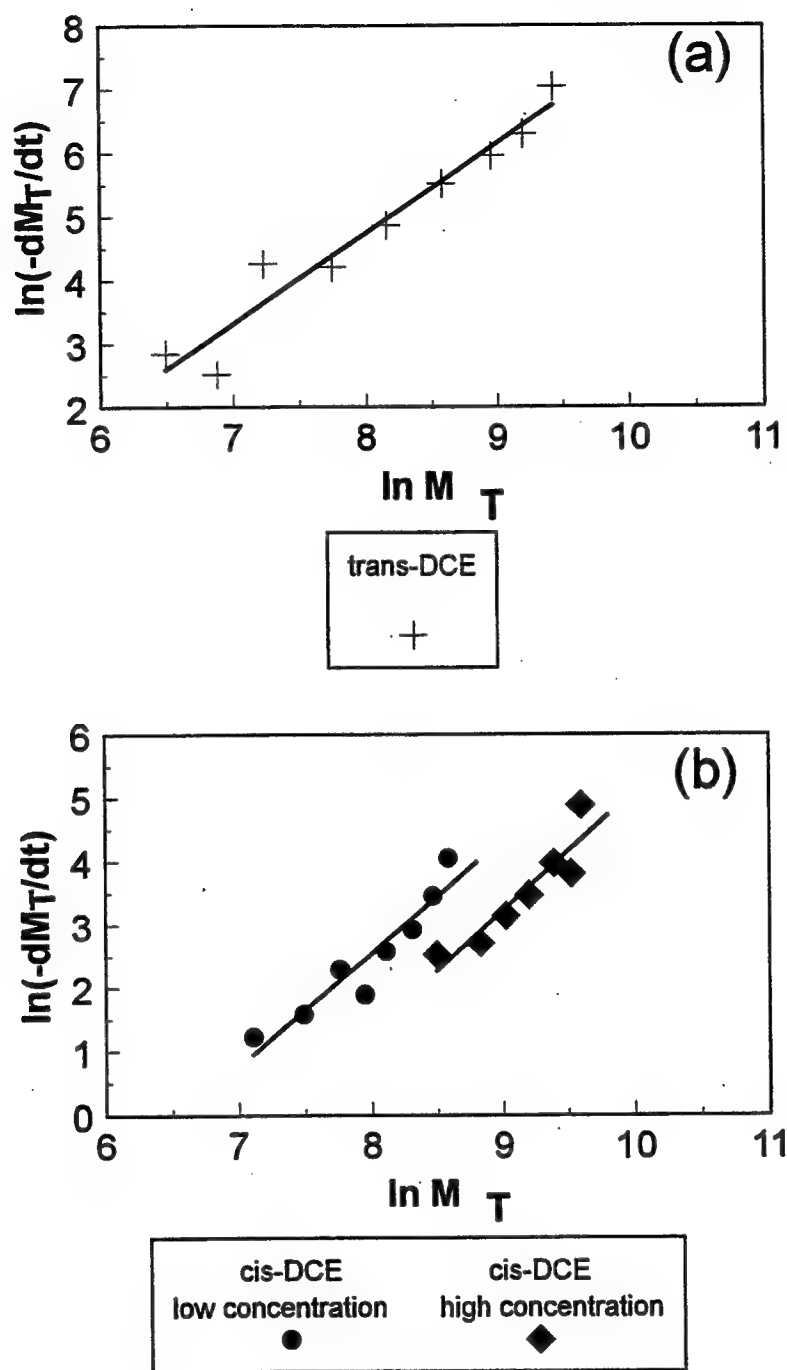 (a)
ln(-dMT/dt)
8
7
6
5
4
3
2
6 7 8 9 10 11
ln M T
trans-DCE
(b)
ln(-dMT/dt)
6
5
4
3
2
1
0
6 7 8 9 10 11
ln M T
cis-DCE cis-DCE
low concentration high concentration